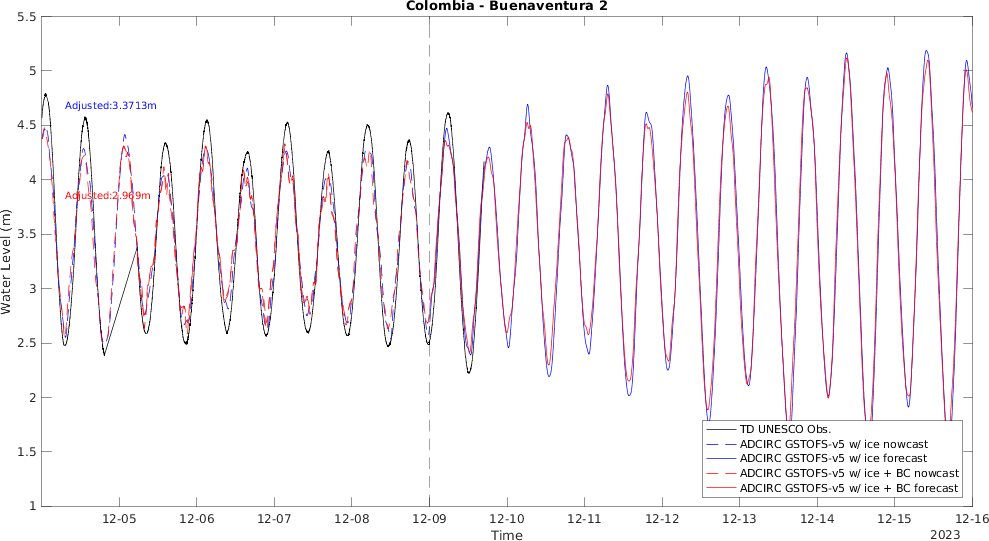 Colombia - Buenaventura 2
5.5
5
4.5
4
3.5
3
2.5
2
1.5
1
Water Level (m)
Adjusted:3.3713m
Adjusted:2.969m
TD UNESCO Obs.
ADCIRC GSTOFS-v5 w/ ice nowcast
ADCIRC GSTOFS-v5 w/ ice forecast
ADCIRC GSTOFS-v5 w/ ice + BC nowcast
ADCIRC GSTOFS-v5 w/ ice + BC forecast
12-05 12-06 12-07 12-08 12-09 12-10 12-11 12-12 12-13 12-14 12-15 12-16
Time
2023